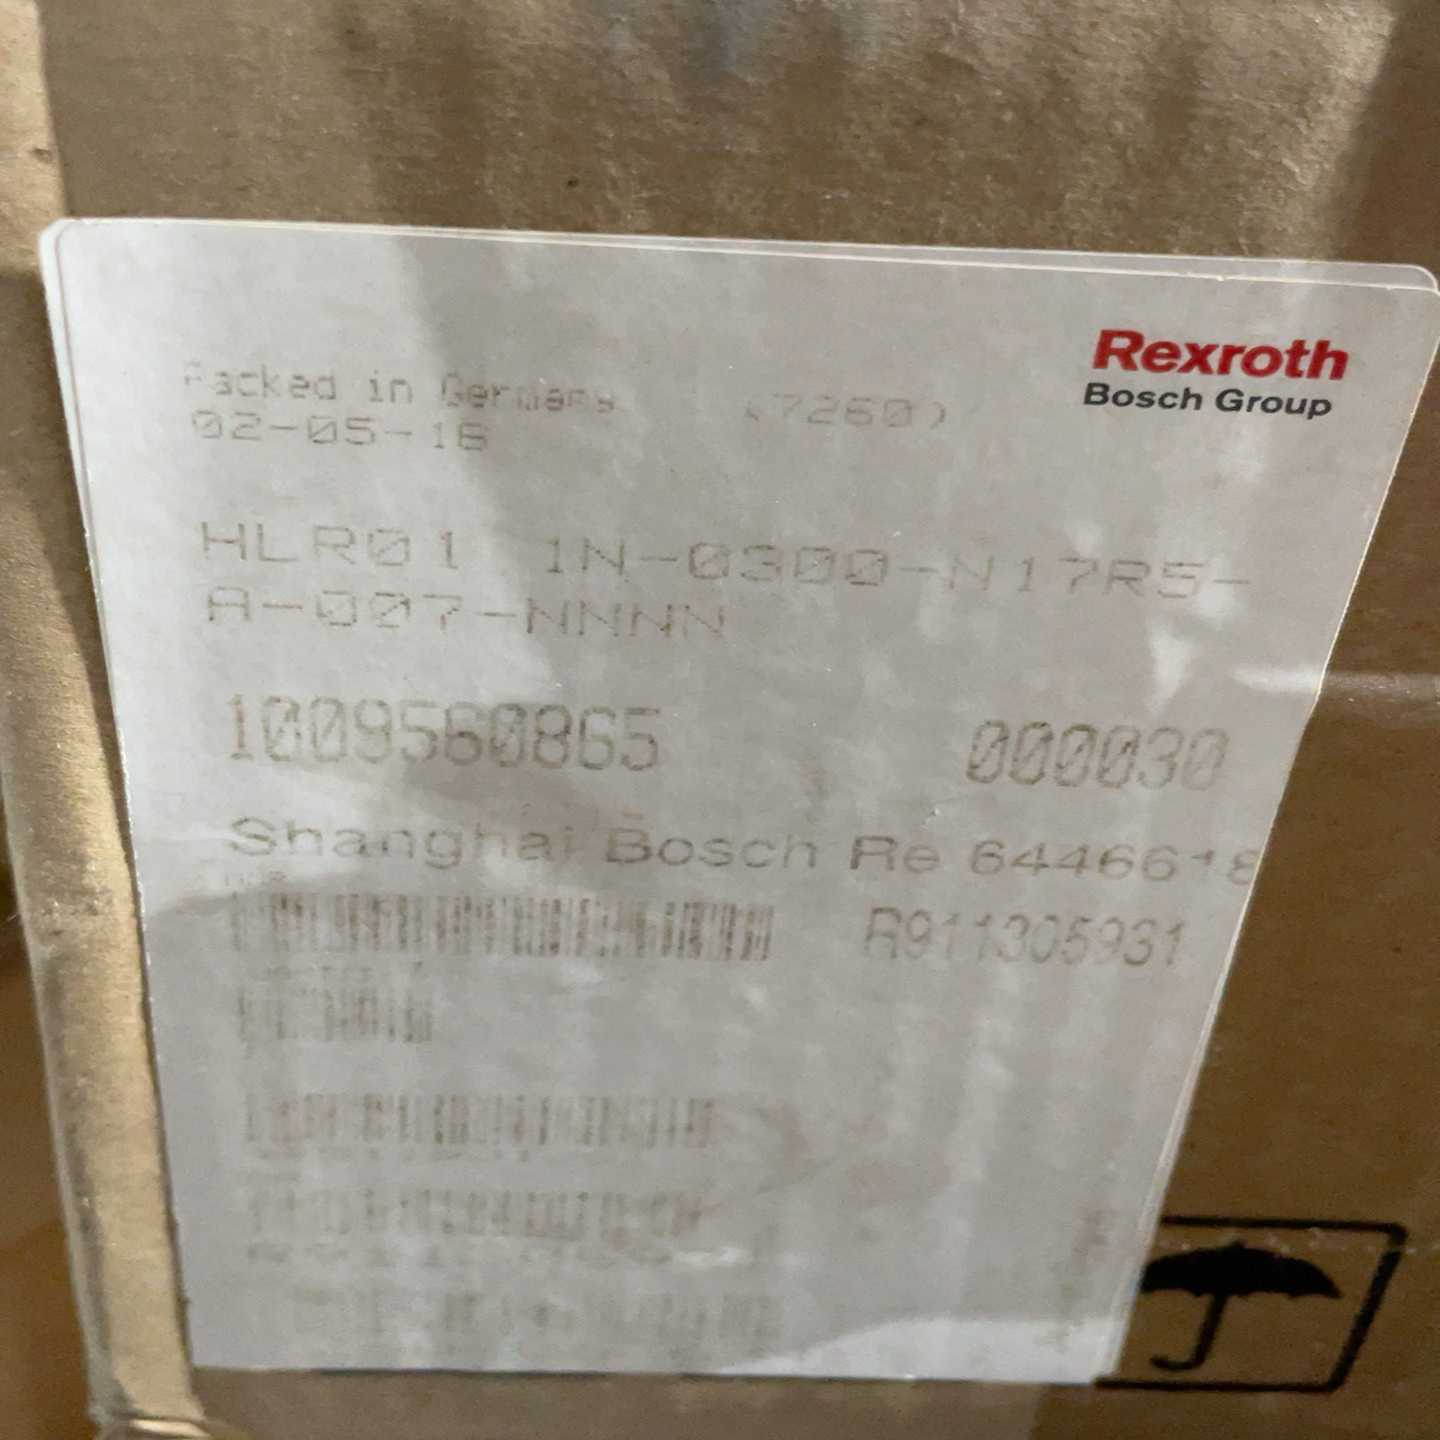 Rexroth
Bosch Group
Packed in Germany (7260)
02-05-16
HLR01 1N-0300-N17R5-
A-007-NNNN
1009560865 000030
Shanghai Bosch Re 6446618
R911305931